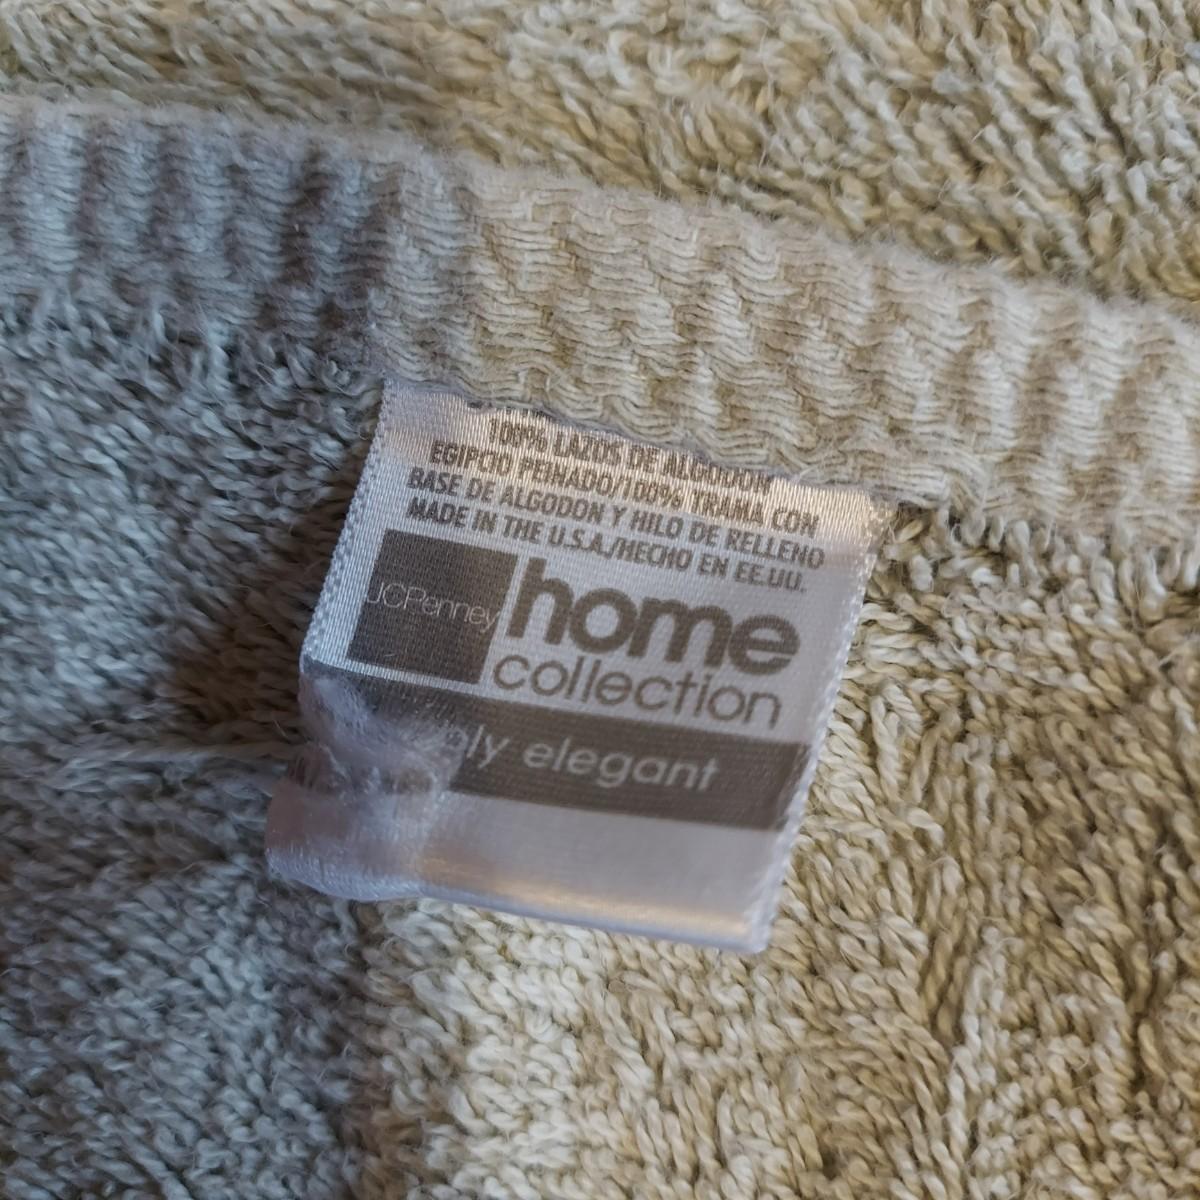 100% LAZOS DE ALGODON
EGIPCIO PEINADO/100% TRAMA CON
BASE DE ALGODON Y HILO DE RELLENO
MADE IN THE U.S.A./HECHO EN EE.UU.
JCPenney
home
collection
elegant